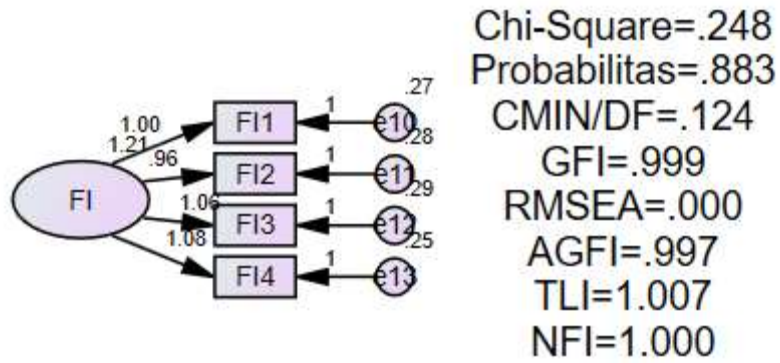 Chi-Square=.248
Probabilitas=.883
CMIN/DF=.124
GFI=.999
RMSEA=.000
AGFI=.997
TLI=1.007
NFI=1.000
FI
1.21
1.00
FI1
1
e10
.27
.96
FI2
1
e11
.28
1.06
FI3
1
e12
.29
1.08
FI4
1
e13
.25